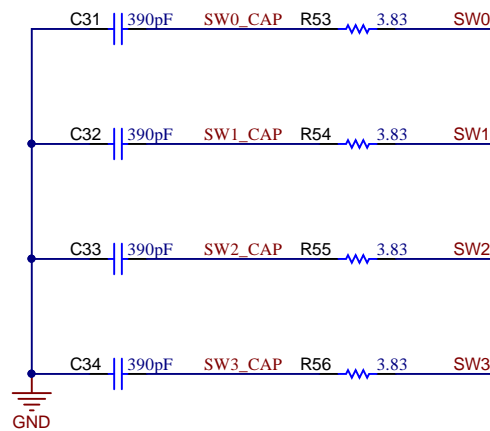 C31 390pF SW0_CAP R53 3.83 SW0
C32 390pF SW1_CAP R54 3.83 SW1
C33 390pF SW2_CAP R55 3.83 SW2
C34 390pF SW3_CAP R56 3.83 SW3
GND